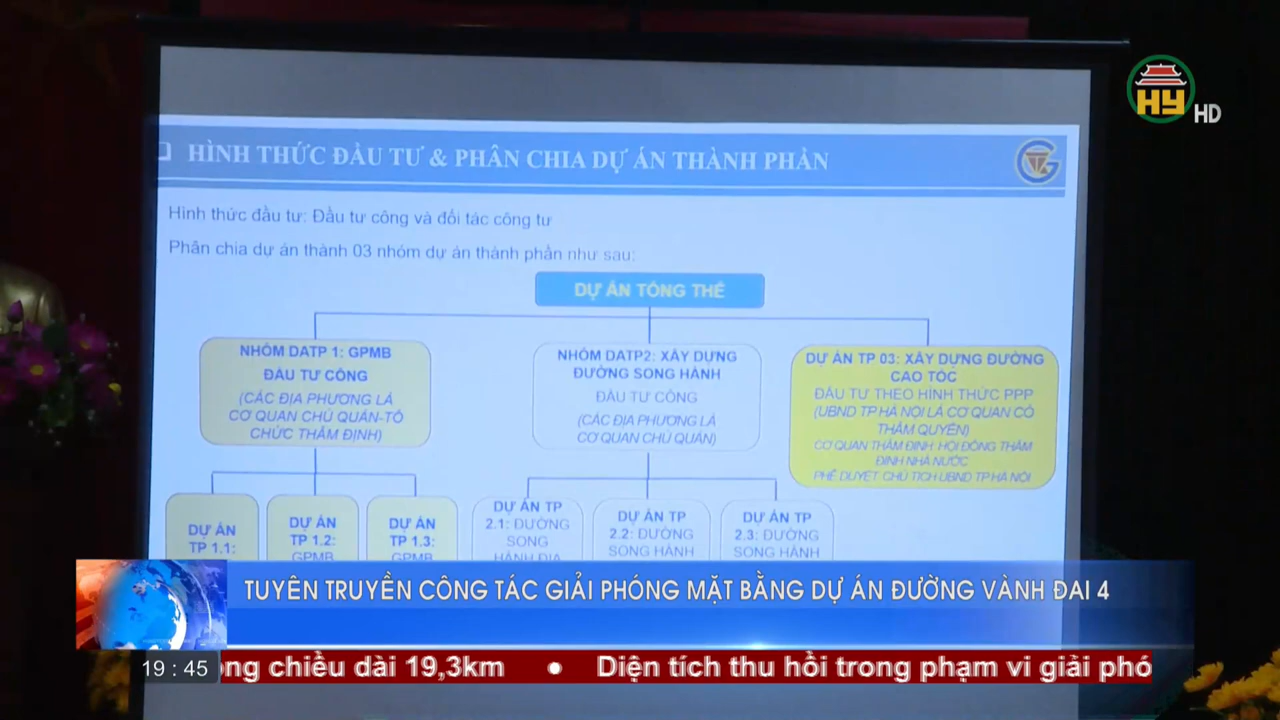 HY HD
HÌNH THỨC ĐẦU TƯ & PHÂN CHIA DỰ ÁN THÀNH PHẦN
Hình thức đầu tư: Đầu tư công và đối tác công tư
Phân chia dự án thành 03 nhóm dự án thành phần như sau:
DỰ ÁN TỔNG THỂ
NHÓM DATP 1: GPMB
ĐẦU TƯ CÔNG
(CÁC ĐỊA PHƯƠNG LÀ
CƠ QUAN CHỦ QUẢN-TỔ
CHỨC THẨM ĐỊNH)
NHÓM DATP2: XÂY DỰNG
ĐƯỜNG SONG HÀNH
ĐẦU TƯ CÔNG
(CÁC ĐỊA PHƯƠNG LÀ
CƠ QUAN CHỦ QUẢN)
DỰ ÁN TP 03: XÂY DỰNG ĐƯỜNG
CAO TỐC
ĐẦU TƯ THEO HÌNH THỨC PPP
(UBND TP HÀ NỘI LÀ CƠ QUAN CÓ
THẨM QUYỀN)
CƠ QUAN THẨM ĐỊNH: HỘI ĐỒNG THẨM
ĐỊNH NHÀ NƯỚC
PHÊ DUYỆT: CHỦ TỊCH UBND TP HÀ NỘI
DỰ ÁN
TP 1.1:
DỰ ÁN
TP 1.2:
GPMB
DỰ ÁN
TP 1.3:
GPMB
DỰ ÁN TP
2.1: ĐƯỜNG
SONG
HÀNH ĐỊA
DỰ ÁN TP
2.2: ĐƯỜNG
SONG HÀNH
DỰ ÁN TP
2.3: ĐƯỜNG
SONG HÀNH
TUYÊN TRUYỀN CÔNG TÁC GIẢI PHÓNG MẶT BẰNG DỰ ÁN ĐƯỜNG VÀNH ĐAI 4
19:45 ông chiều dài 19,3km • Diện tích thu hồi trong phạm vi giải phó